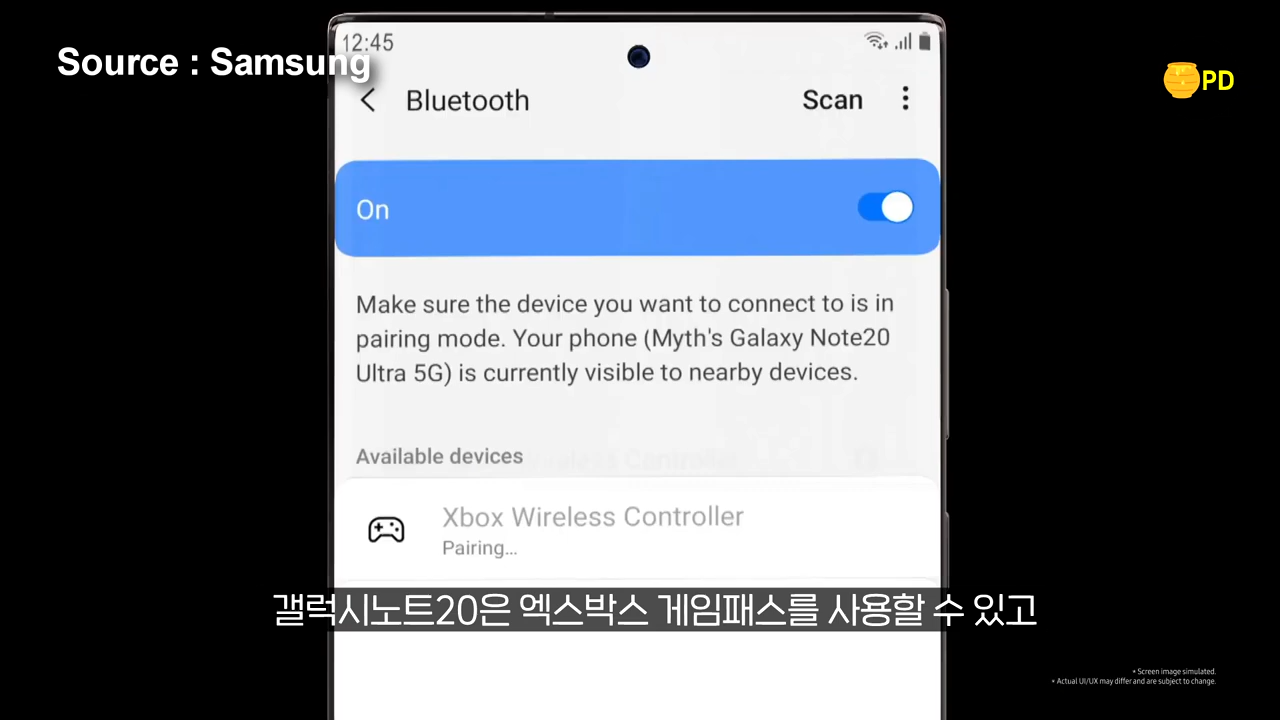 12:45
Source : Samsung
PD
Bluetooth
Scan
On
Make sure the device you want to connect to is in
pairing mode. Your phone (Myth's Galaxy Note20
Ultra 5G) is currently visible to nearby devices.
Available devices
Xbox Wireless Controller
Pairing...
갤럭시노트20은 엑스박스 게임패스를 사용할 수 있고
* Screen image simulated.
* Actual UI/UX may differ and are subject to change.